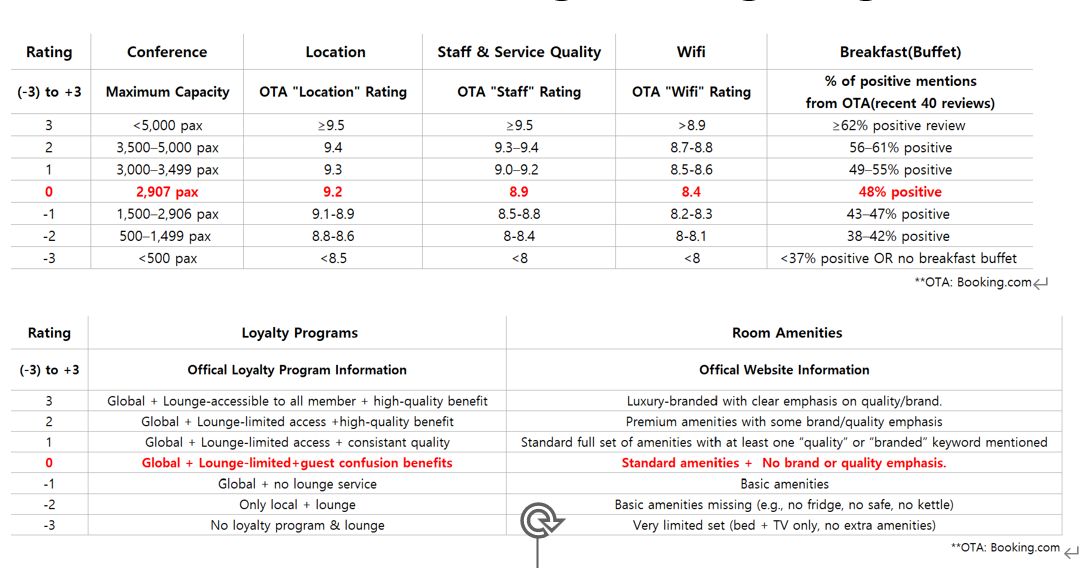 Rating Conference Location Staff & Service Quality Wifi Breakfast(Buffet)
(-3) to +3 Maximum Capacity OTA "Location" Rating OTA "Staff" Rating OTA "Wifi" Rating % of positive mentions
from OTA(recent 40 reviews)
3 <5,000 pax ≥9.5 ≥9.5 >8.9 ≥62% positive review
2 3,500–5,000 pax 9.4 9.3–9.4 8.7-8.8 56–61% positive
1 3,000–3,499 pax 9.3 9.0–9.2 8.5-8.6 49–55% positive
0 2,907 pax 9.2 8.9 8.4 48% positive
-1 1,500–2,906 pax 9.1-8.9 8.5-8.8 8.2-8.3 43–47% positive
-2 500–1,499 pax 8.8-8.6 8-8.4 8-8.1 38–42% positive
-3 <500 pax <8.5 <8 <8 <37% positive OR no breakfast buffet
**OTA: Booking.com
Rating Loyalty Programs Room Amenities
(-3) to +3 Offical Loyalty Program Information Offical Website Information
3 Global + Lounge-accessible to all member + high-quality benefit Luxury-branded with clear emphasis on quality/brand.
2 Global + Lounge-limited access +high-quality benefit Premium amenities with some brand/quality emphasis
1 Global + Lounge-limited access + consistant quality Standard full set of amenities with at least one “quality” or “branded” keyword mentioned
0 Global + Lounge-limited+guest confusion benefits Standard amenities + No brand or quality emphasis.
-1 Global + no lounge service Basic amenities
-2 Only local + lounge Basic amenities missing (e.g., no fridge, no safe, no kettle)
-3 No loyalty program & lounge Very limited set (bed + TV only, no extra amenities)
**OTA: Booking.com